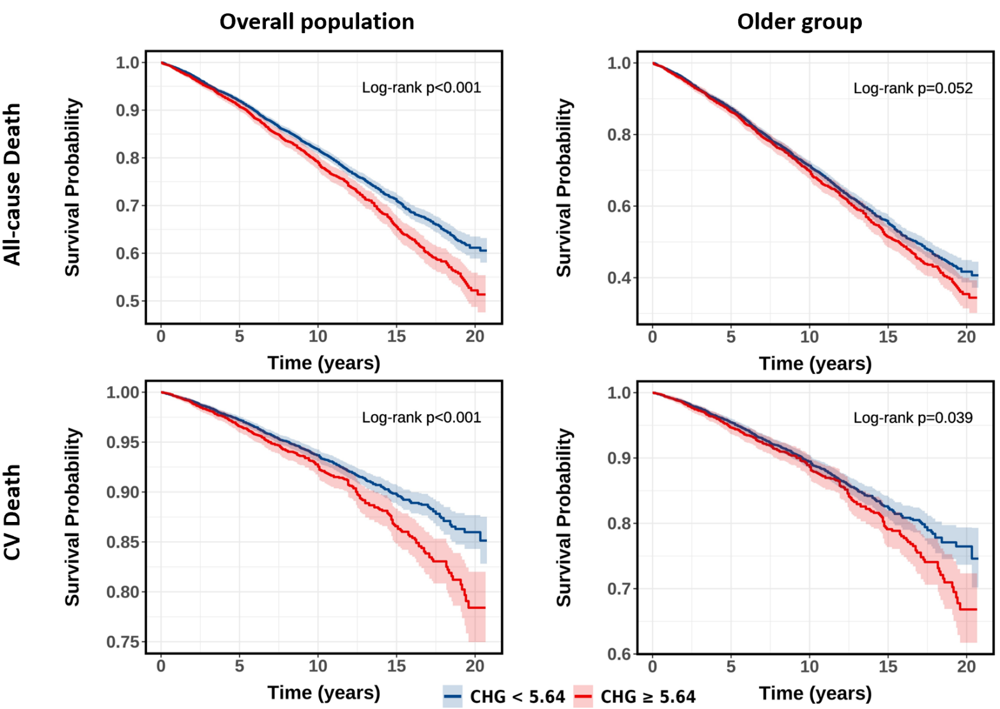 Overall population
Older group
All-cause Death
Survival Probability
1.0
0.9
0.8
0.7
0.6
0.5
Log-rank p<0.001
0 5 10 15 20
Time (years)
Survival Probability
1.0
0.8
0.6
0.4
Log-rank p=0.052
0 5 10 15 20
Time (years)
CV Death
Survival Probability
1.00
0.95
0.90
0.85
0.80
0.75
Log-rank p<0.001
0 5 10 15 20
Time (years)
Survival Probability
1.0
0.9
0.8
0.7
0.6
Log-rank p=0.039
0 5 10 15 20
Time (years)
CHG < 5.64 CHG ≥ 5.64